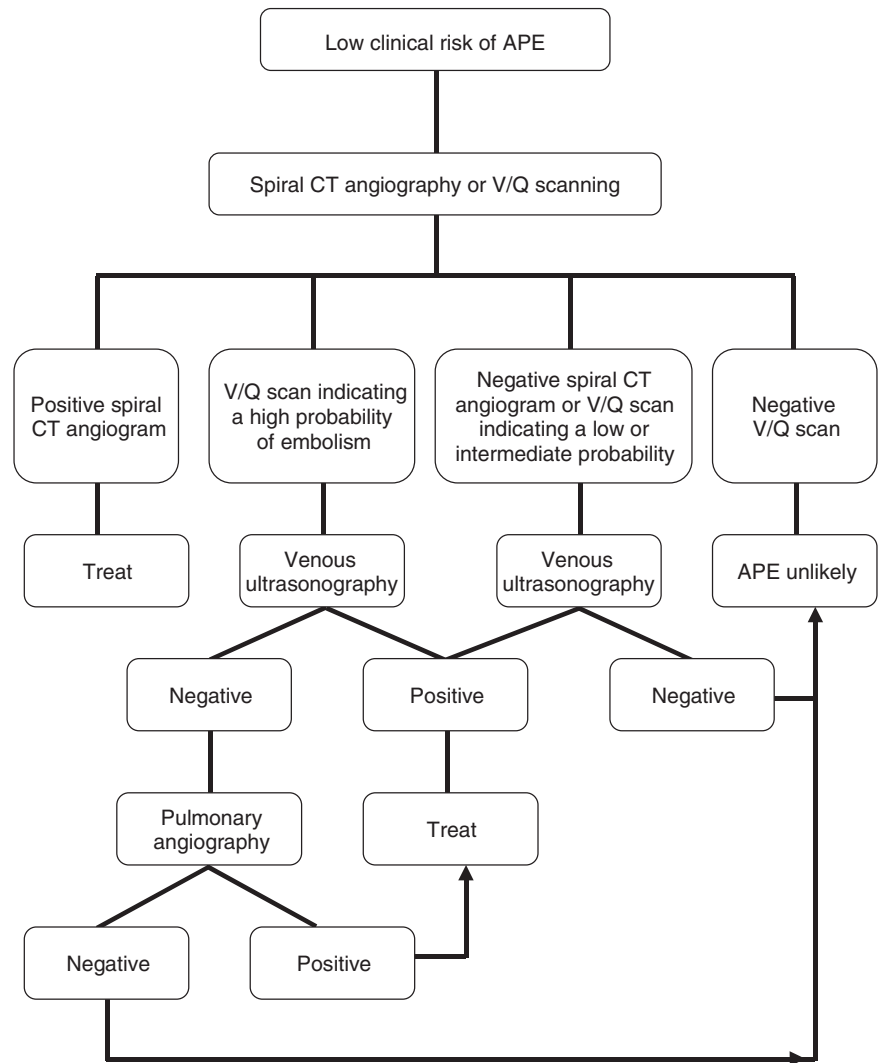 Low clinical risk of APE
Spiral CT angiography or V/Q scanning
Positive spiral
CT angiogram
V/Q scan indicating
a high probability
of embolism
Negative spiral CT
angiogram or V/Q scan
indicating a low or
intermediate probability
Negative
V/Q scan
Treat
Venous
ultrasonography
Venous
ultrasonography
APE unlikely
Negative
Positive
Negative
Pulmonary
angiography
Treat
Negative
Positive